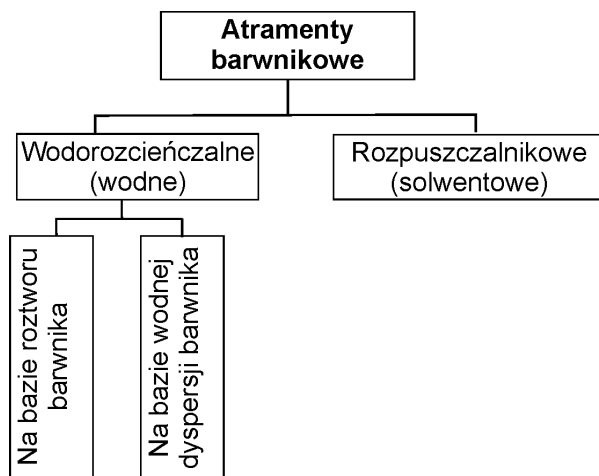 Atramenty
barwnikowe
Wodorozcieńczalne
(wodne)
Rozpuszczalnikowe
(solwentowe)
Na bazie roztworu
barwnika
Na bazie wodnej
dyspersji barwnika